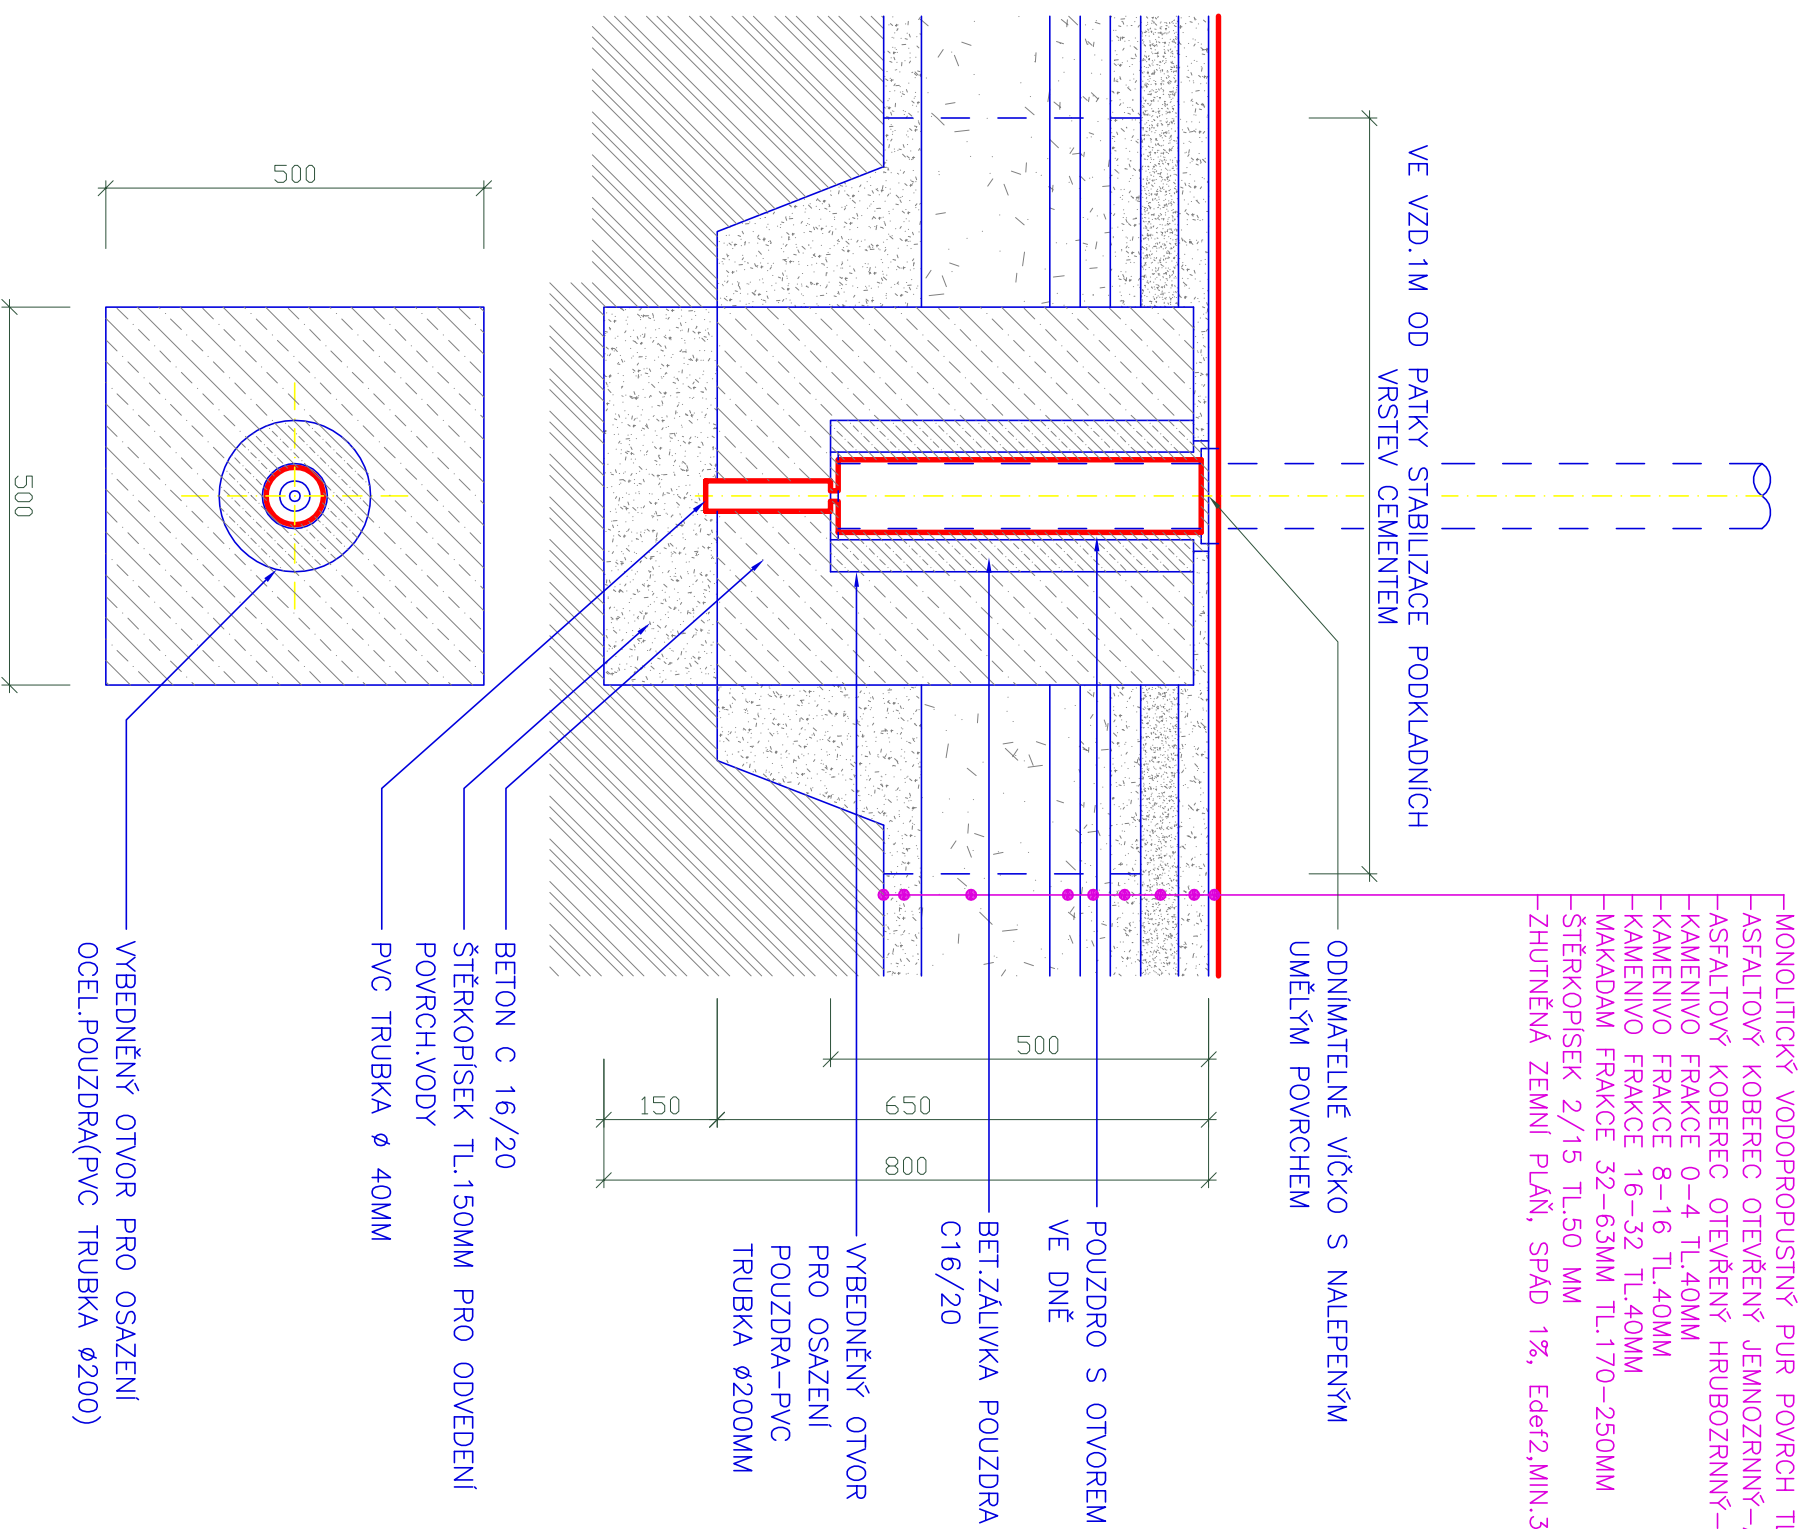 MONOLITICKÝ VODOPROPUSTNÝ PUR POVRCH TL
ASFALTOVÝ KOBEREC OTEVŘENÝ JEMNOZRNNÝ-
ASFALTOVÝ KOBEREC OTEVŘENÝ HRUBOZRNNÝ-
KAMENIVO FRAKCE 0-4 TL.40MM
KAMENIVO FRAKCE 8-16 TL.40MM
KAMENIVO FRAKCE 16-32 TL.40MM
MAKADAM FRAKCE 32-63MM TL.170-250MM
ŠTĚRKOPÍSEK 2/15 TL.50 MM
ZHUTNĚNÁ ZEMNÍ PLÁŇ, SPÁD 1%, Edef2,MIN.3
VE VZD.1M OD PATKY STABILIZACE PODKLADNÍCH
VRSTEV CEMENTEM
ODNÍMATELNÉ VÍČKO S NALEPENÝM
UMĚLÝM POVRCHEM
500
650
150
800
POUZDRO S OTVOREM
VE DNĚ
BET.ZÁLIVKA POUZDRA
C16/20
VYBEDNĚNÝ OTVOR
PRO OSAZENÍ
POUZDRA-PVC
TRUBKA Ø200MM
BETON C 16/20
ŠTĚRKOPÍSEK TL.150MM PRO ODVEDENÍ
POVRCH.VODY
PVC TRUBKA Ø 40MM
VYBEDNĚNÝ OTVOR PRO OSAZENÍ
OCEL.POUZDRA(PVC TRUBKA Ø200)
500
500